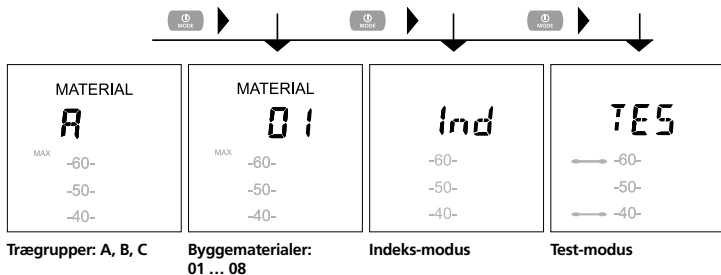 MODE MODE MODE
MATERIAL MATERIAL
A 01 Ind TES
MAX -60- MAX -60- -60- -60-
-50- -50- -50- -50-
-40- -40- -40- -40-
Trægrupper: A, B, C Byggematerialer: Indeks-modus Test-modus
01 … 08